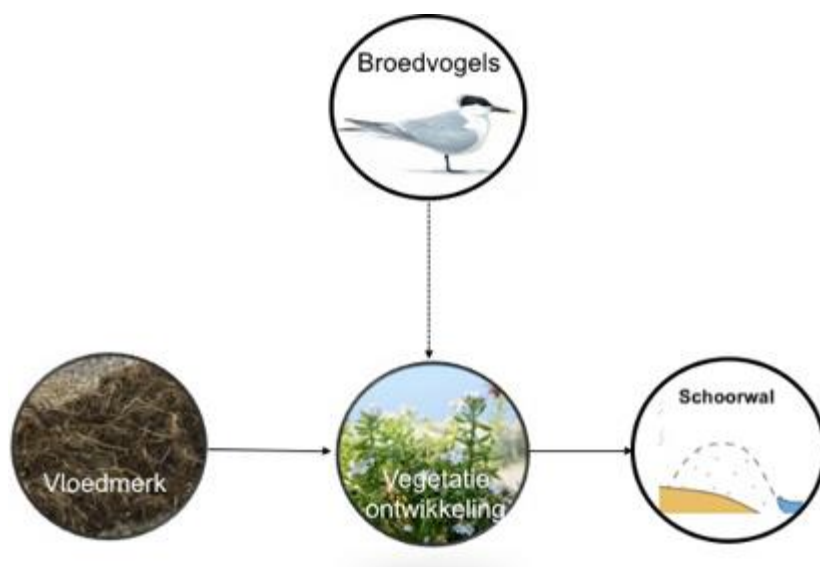 Broedvogels
Vloedmerk
Vegetatie
ontwikkeling
Schoorwal